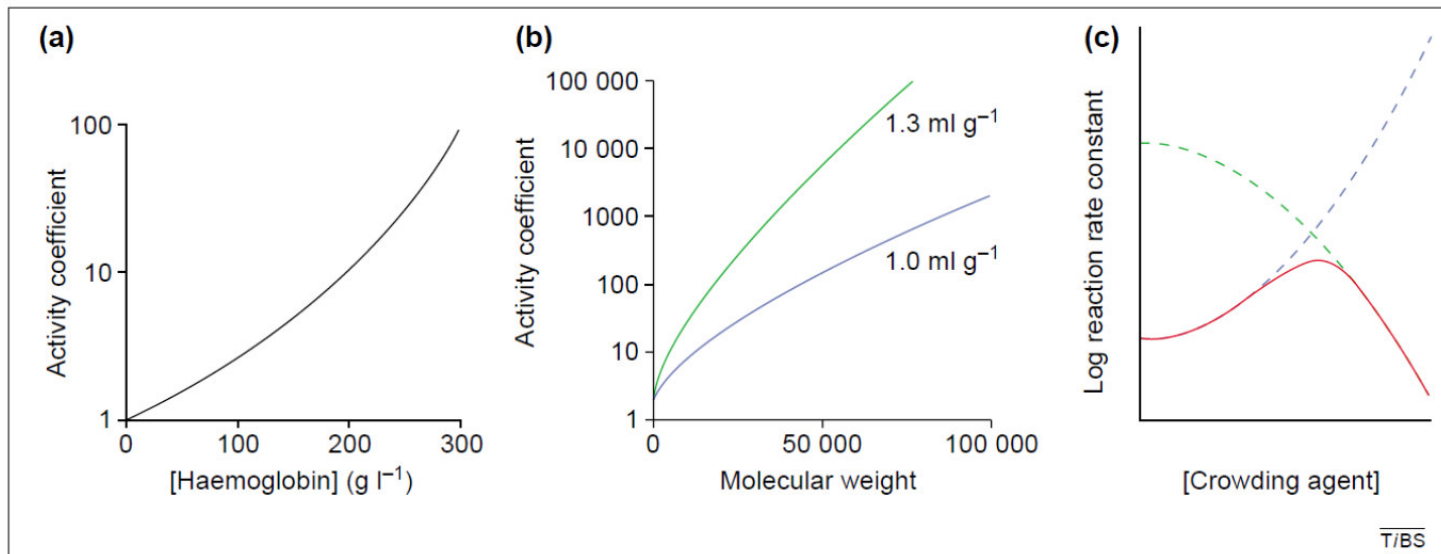 (a)
Activity coefficient
100
10
1
0 100 200 300
[Haemoglobin] (g l⁻¹)
(b)
Activity coefficient
100 000
10 000
1000
100
10
1
1.3 ml g⁻¹
1.0 ml g⁻¹
0 50 000 100 000
Molecular weight
(c)
Log reaction rate constant
[Crowding agent]
TiBS